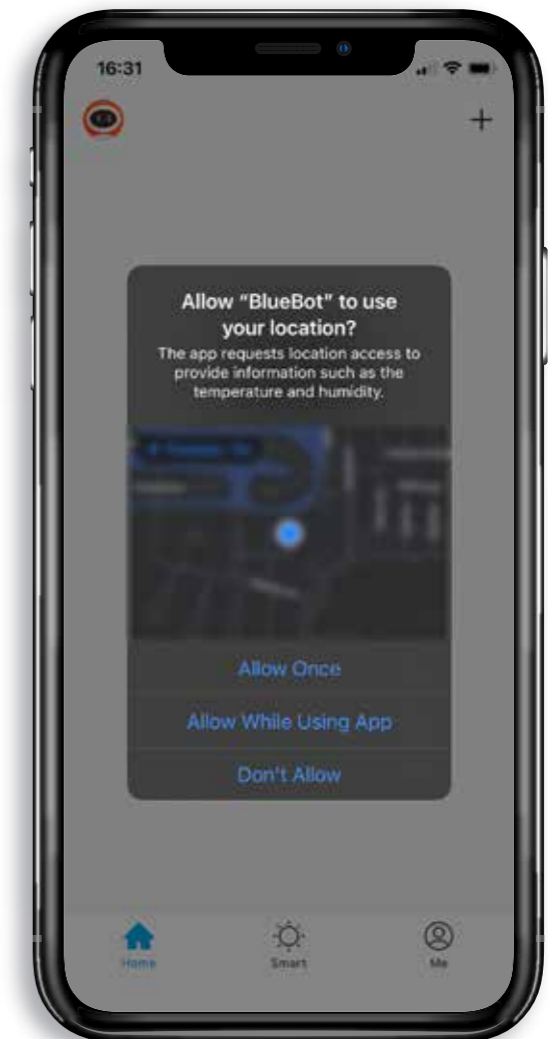 16:31
+
Allow “BlueBot” to use
your location?
The app requests location access to
provide information such as the
temperature and humidity.
Allow Once
Allow While Using App
Don't Allow
Home
Smart
Me